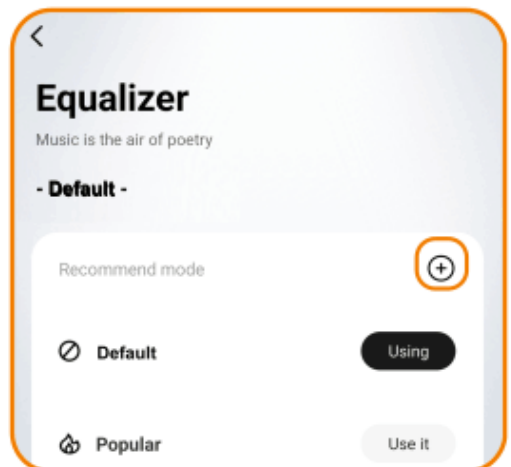 Equalizer
Music is the air of poetry
- Default -
Recommend mode
Default Using
Popular Use it